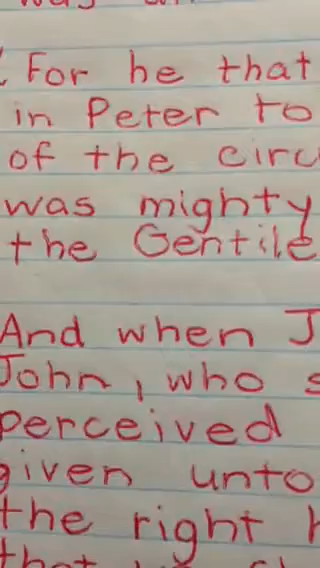 For he that
in Peter to
of the
was mighty
the Gentile
And when
John, who
perceived
given unto
the right
that